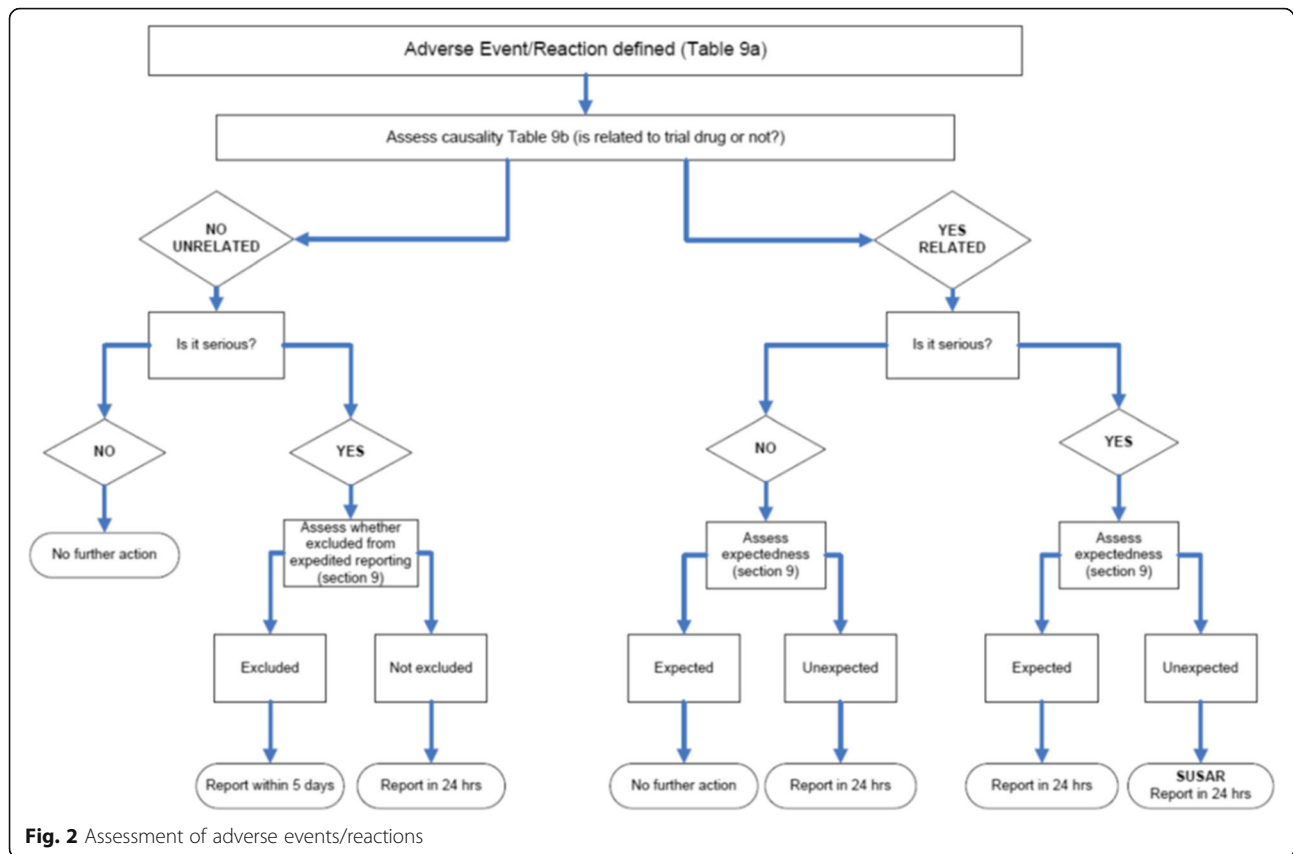 Adverse Event/Reaction defined (Table 9a)
Assess causality Table 9b (is related to trial drug or not?)
NO
UNRELATED
YES
RELATED
Is it serious?
Is it serious?
NO
YES
NO
YES
Assess whether
excluded from
expedited reporting
(section 9)
Assess
expectedness
(section 9)
Assess
expectedness
(section 9)
No further action
Excluded
Not excluded
Expected
Unexpected
Expected
Unexpected
Report within 5 days
Report in 24 hrs
No further action
Report in 24 hrs
Report in 24 hrs
SUSAR
Report in 24 hrs
Fig. 2 Assessment of adverse events/reactions